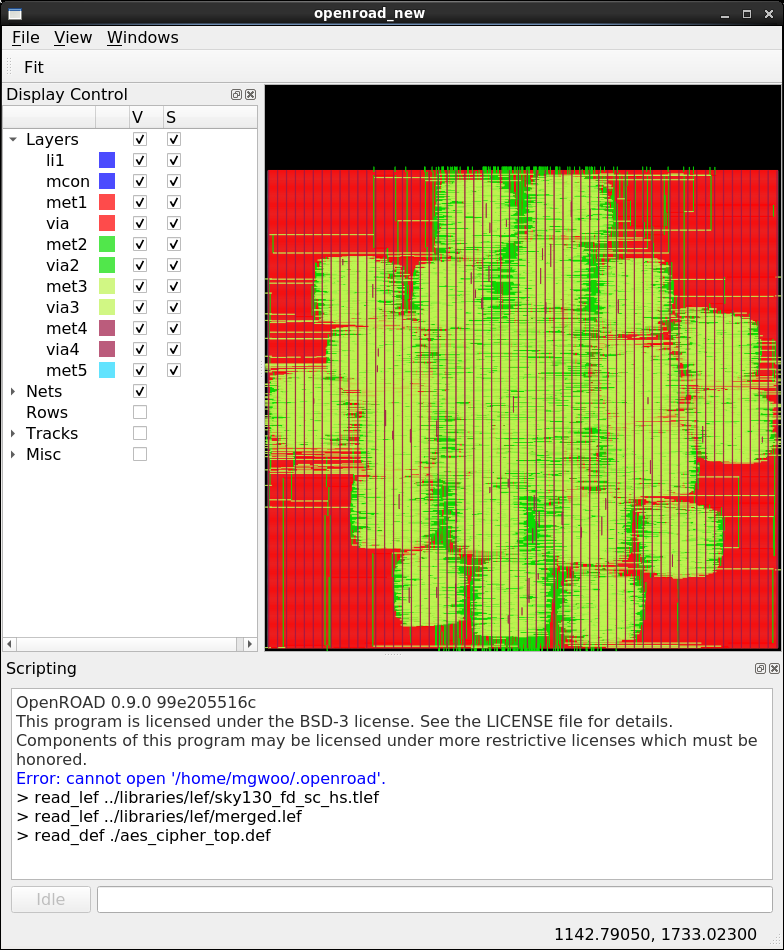 openroad_new
File View Windows
Fit
Display Control
V S
Layers
li1
mcon
met1
via
met2
via2
met3
via3
met4
via4
met5
Nets
Rows
Tracks
Misc
Scripting
OpenROAD 0.9.0 99e205516c
This program is licensed under the BSD-3 license. See the LICENSE file for details.
Components of this program may be licensed under more restrictive licenses which must be
honored.
Error: cannot open '/home/mgwoo/.openroad'.
> read_lef ../libraries/lef/sky130_fd_sc_hs.tlef
> read_lef ../libraries/lef/merged.lef
> read_def ./aes_cipher_top.def
Idle
1142.79050, 1733.02300